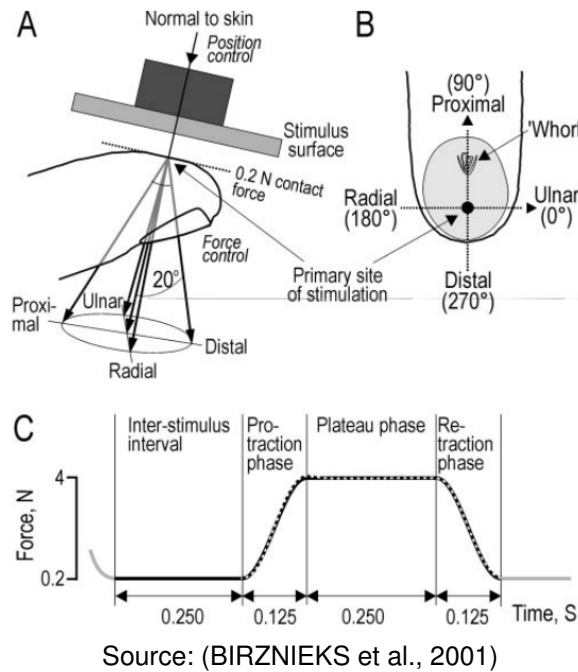 A
Normal to skin
Position
control
Stimulus
surface
0.2 N contact
force
Force
control
20°
Proxi-
mal
Ulnar
Distal
Radial
Primary site
of stimulation
B
(90°)
Proximal
'Whorl
Radial
(180°)
Ulnar
(0°)
Distal
(270°)
C
Inter-stimulus
interval
Pro-
traction
phase
Plateau phase
Re-
traction
phase
4
Force, N
0.2
0.250
0.125
0.250
0.125
Time, S
Source: (BIRZNIEKS et al., 2001)